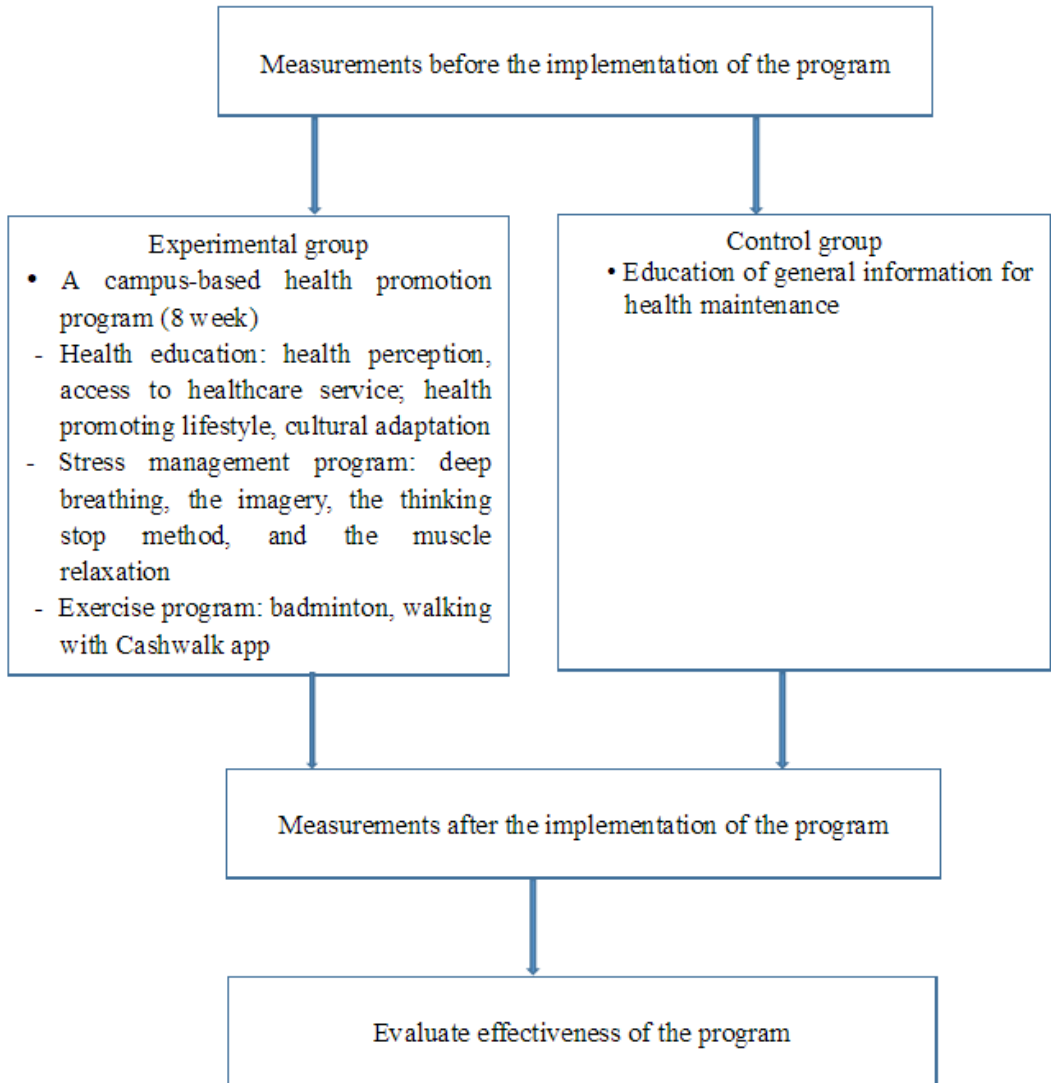 Measurements before the implementation of the program
Experimental group
• A campus-based health promotion
program (8 week)
- Health education: health perception,
access to healthcare service; health
promoting lifestyle, cultural adaptation
- Stress management program: deep
breathing, the imagery, the thinking
stop method, and the muscle
relaxation
- Exercise program: badminton, walking
with Cashwalk app
Control group
• Education of general information for
health maintenance
Measurements after the implementation of the program
Evaluate effectiveness of the program